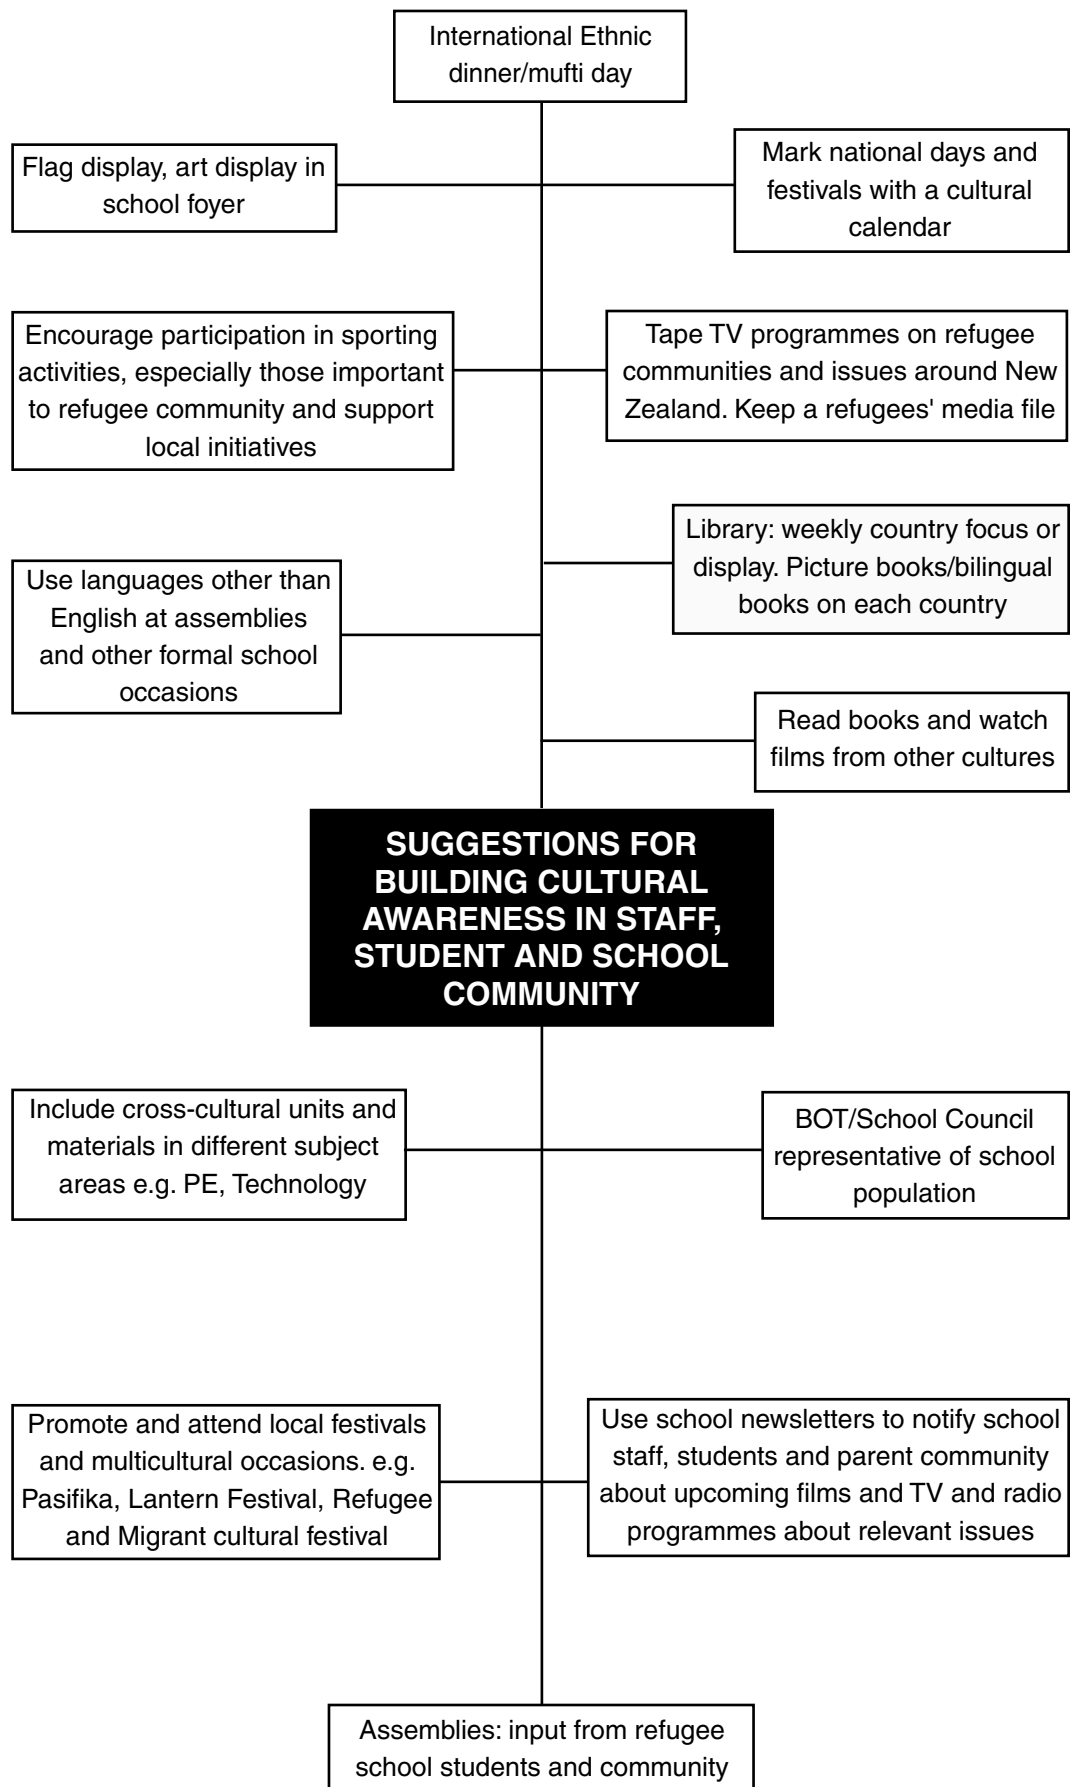 International Ethnic
dinner/mufti day
Flag display, art display in
school foyer
Mark national days and
festivals with a cultural
calendar
Encourage participation in sporting
activities, especially those important
to refugee community and support
local initiatives
Tape TV programmes on refugee
communities and issues around New
Zealand. Keep a refugees' media file
Library: weekly country focus or
display. Picture books/bilingual
books on each country
Use languages other than
English at assemblies
and other formal school
occasions
Read books and watch
films from other cultures
SUGGESTIONS FOR
BUILDING CULTURAL
AWARENESS IN STAFF,
STUDENT AND SCHOOL
COMMUNITY
Include cross-cultural units and
materials in different subject
areas e.g. PE, Technology
BOT/School Council
representative of school
population
Promote and attend local festivals
and multicultural occasions. e.g.
Pasifika, Lantern Festival, Refugee
and Migrant cultural festival
Use school newsletters to notify school
staff, students and parent community
about upcoming films and TV and radio
programmes about relevant issues
Assemblies: input from refugee
school students and community